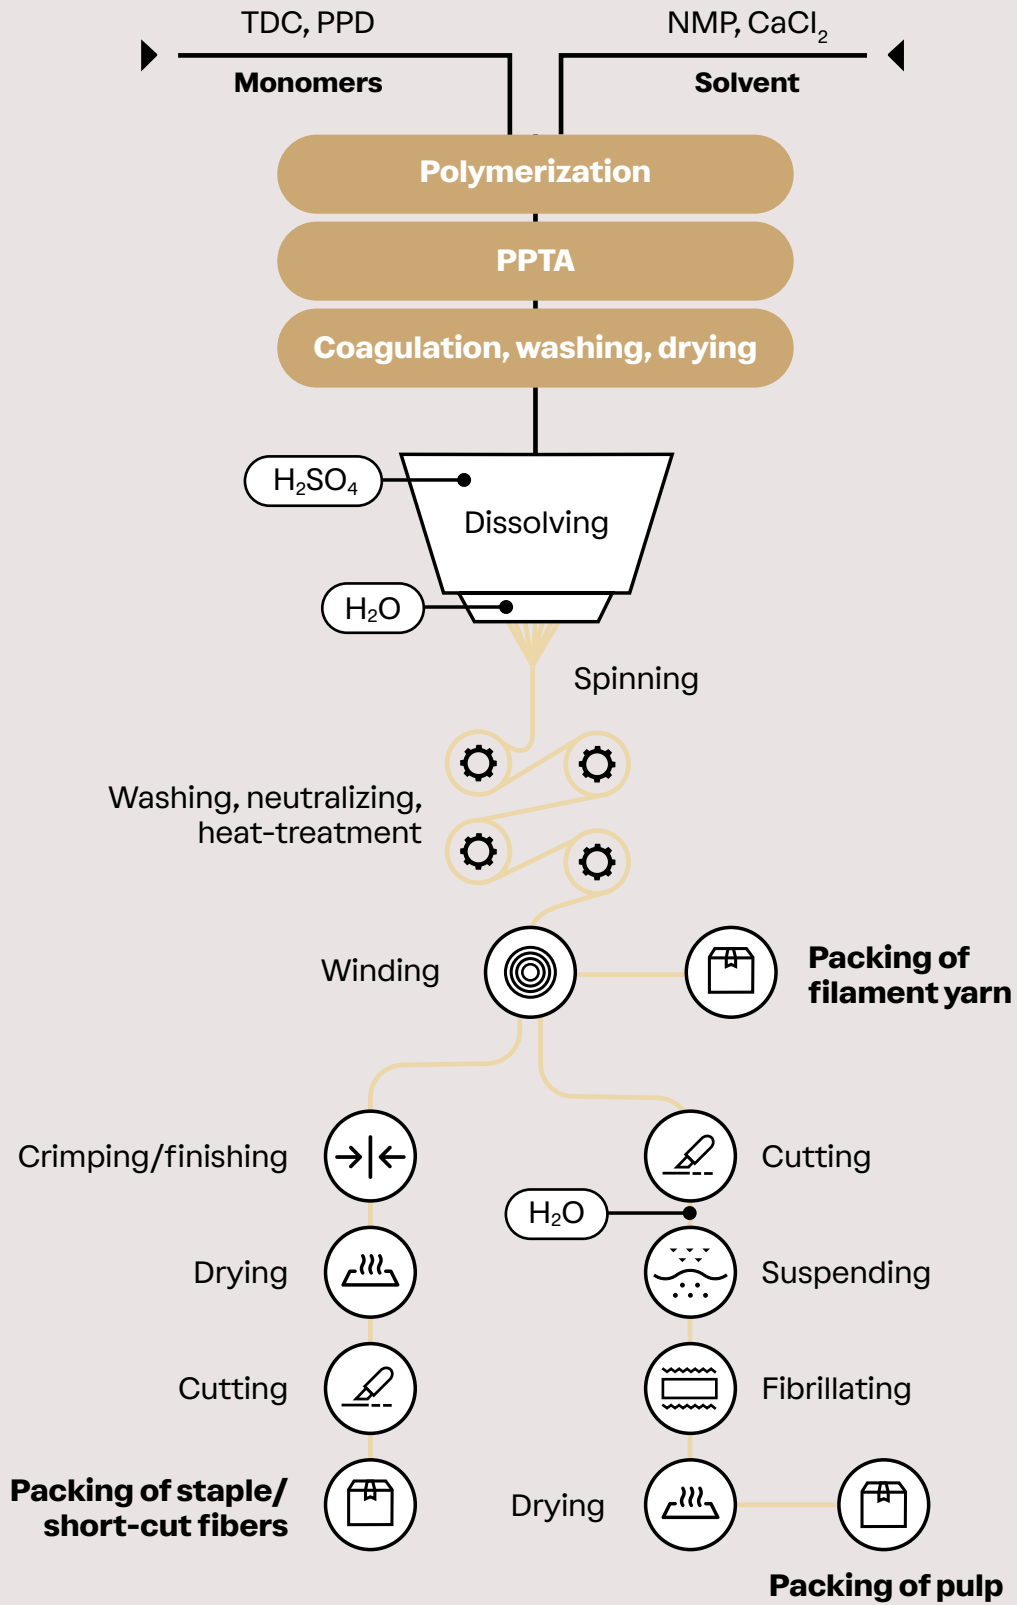 TDC, PPD
NMP, CaCl₂
Monomers
Solvent
Polymerization
PPTA
Coagulation, washing, drying
H₂SO₄
Dissolving
H₂O
Spinning
Washing, neutralizing,
heat-treatment
Winding
Packing of
filament yarn
Crimping/finishing
Cutting
H₂O
Drying
Suspending
Cutting
Fibrillating
Packing of staple/
short-cut fibers
Drying
Packing of pulp